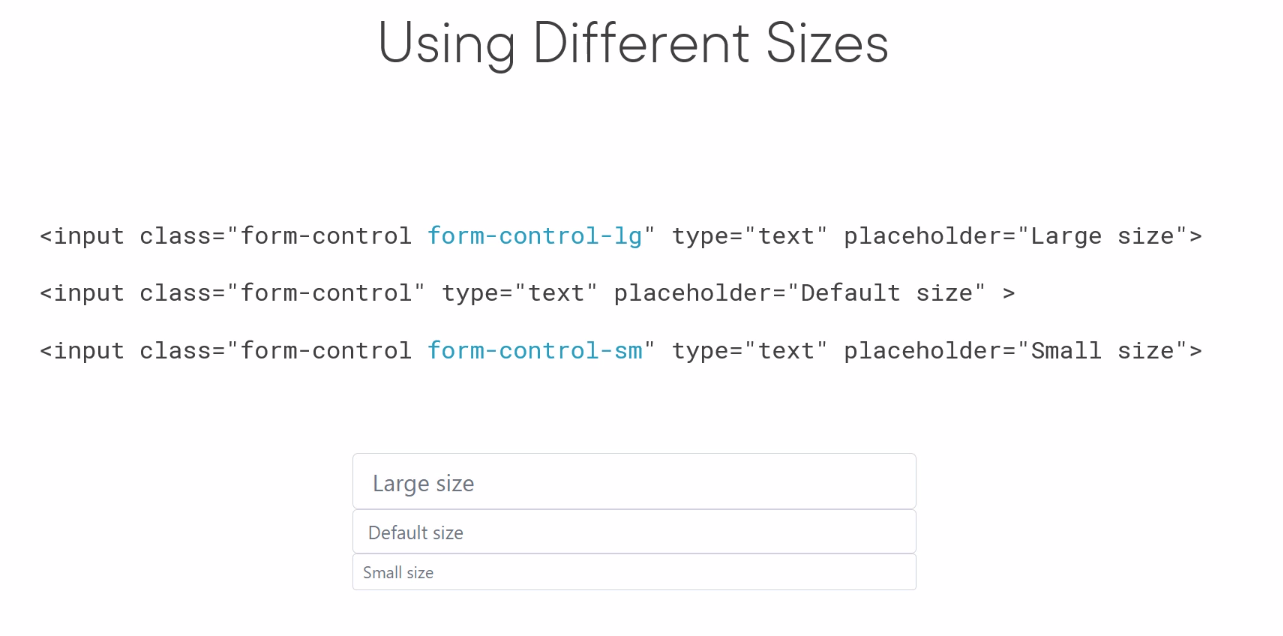 Using Different Sizes
<input class="form-control form-control-lg" type="text" placeholder="Large size">
<input class="form-control" type="text" placeholder="Default size" >
<input class="form-control form-control-sm" type="text" placeholder="Small size">
Large size
Default size
Small size